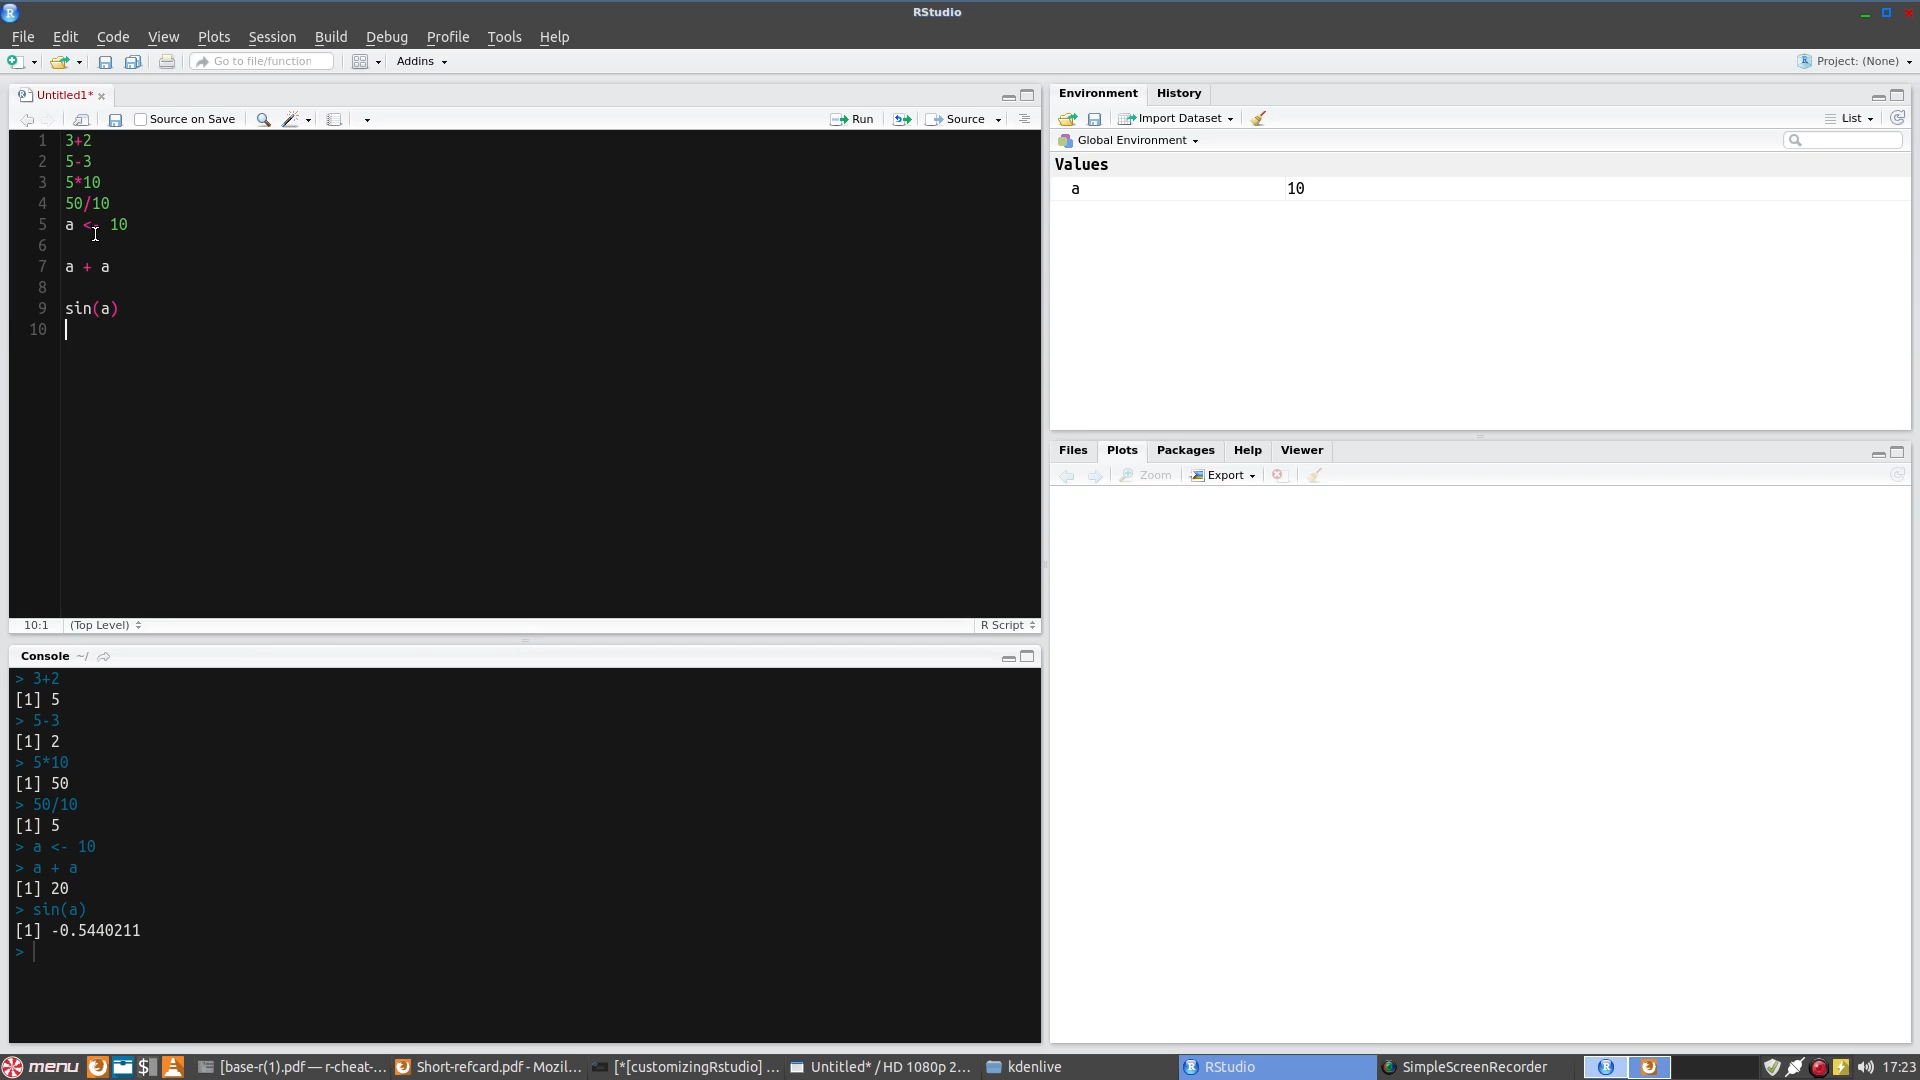 RStudio
File Edit Code View Plots Session Build Debug Profile Tools Help
Go to file/function Addins Project: (None)
Untitled1*
Source on Save Run Source
1 3+2
2 5-3
3 5*10
4 50/10
5 a <- 10
6
7 a + a
8
9 sin(a)
10
10:1 (Top Level) R Script
Console ~/
> 3+2
[1] 5
> 5-3
[1] 2
> 5*10
[1] 50
> 50/10
[1] 5
> a <- 10
> a + a
[1] 20
> sin(a)
[1] -0.5440211
>
Environment History
Import Dataset List
Global Environment
Values
a 10
Files Plots Packages Help Viewer
Zoom Export
menu [base-r(1).pdf — r-cheat-... Short-refcard.pdf - Mozil... [*[customizingRstudio] ... Untitled* / HD 1080p 2... kdenlive RStudio SimpleScreenRecorder 17:23